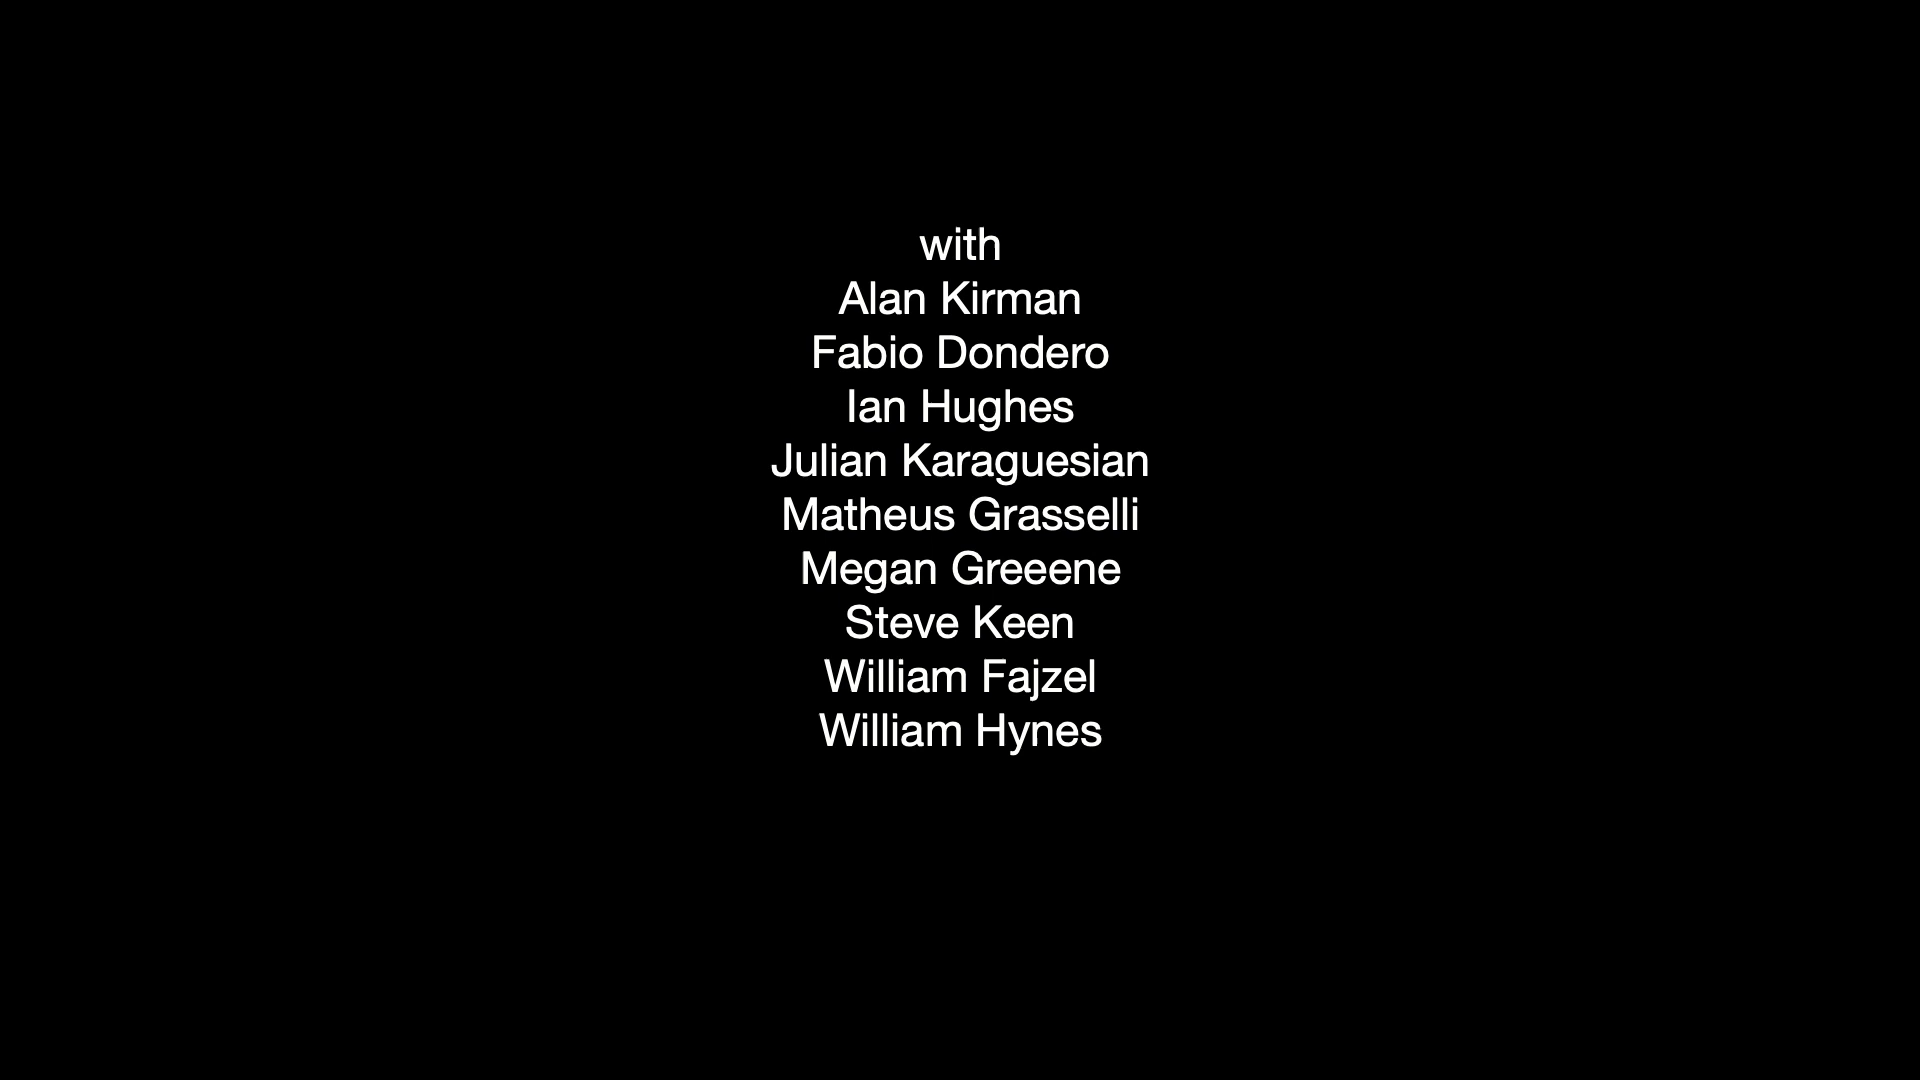 with
Alan Kirman
Fabio Dondero
Ian Hughes
Julian Karaguesian
Matheus Grasselli
Megan Greeene
Steve Keen
William Fajzel
William Hynes